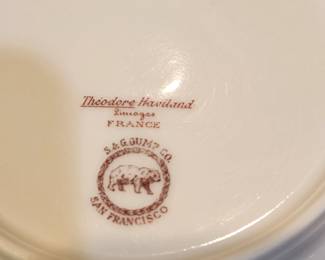 Theodore Haviland
Limoges
FRANCE
S. & G. GUMP CO.
SAN FRANCISCO